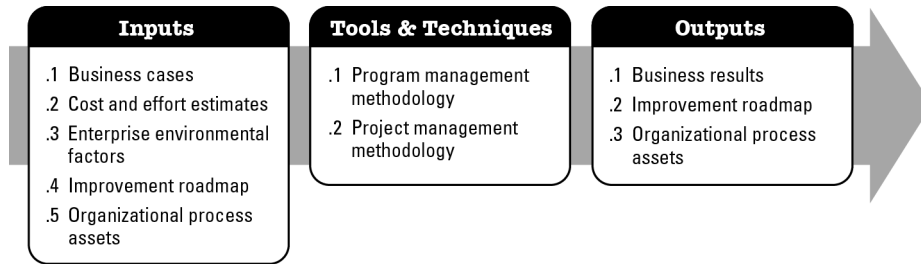 Inputs
.1 Business cases
.2 Cost and effort estimates
.3 Enterprise environmental
factors
.4 Improvement roadmap
.5 Organizational process
assets
Tools & Techniques
.1 Program management
methodology
.2 Project management
methodology
Outputs
.1 Business results
.2 Improvement roadmap
.3 Organizational process
assets